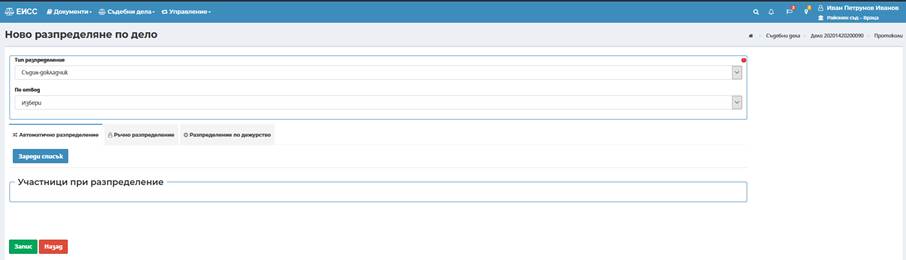 ЕИСС Документи Съдебни дела Управление Иван Петрунов Иванов
Районен съд - Враца
Ново разпределяне по дело Съдебни дела Дело 20201420200090 Протоколи
Тип разпределение
Съдия-докладчик
По отвод
Избери
Автоматично разпределение Ръчно разпределение Разпределение по дежурство
Зареди списък
Участници при разпределение
Запис Назад